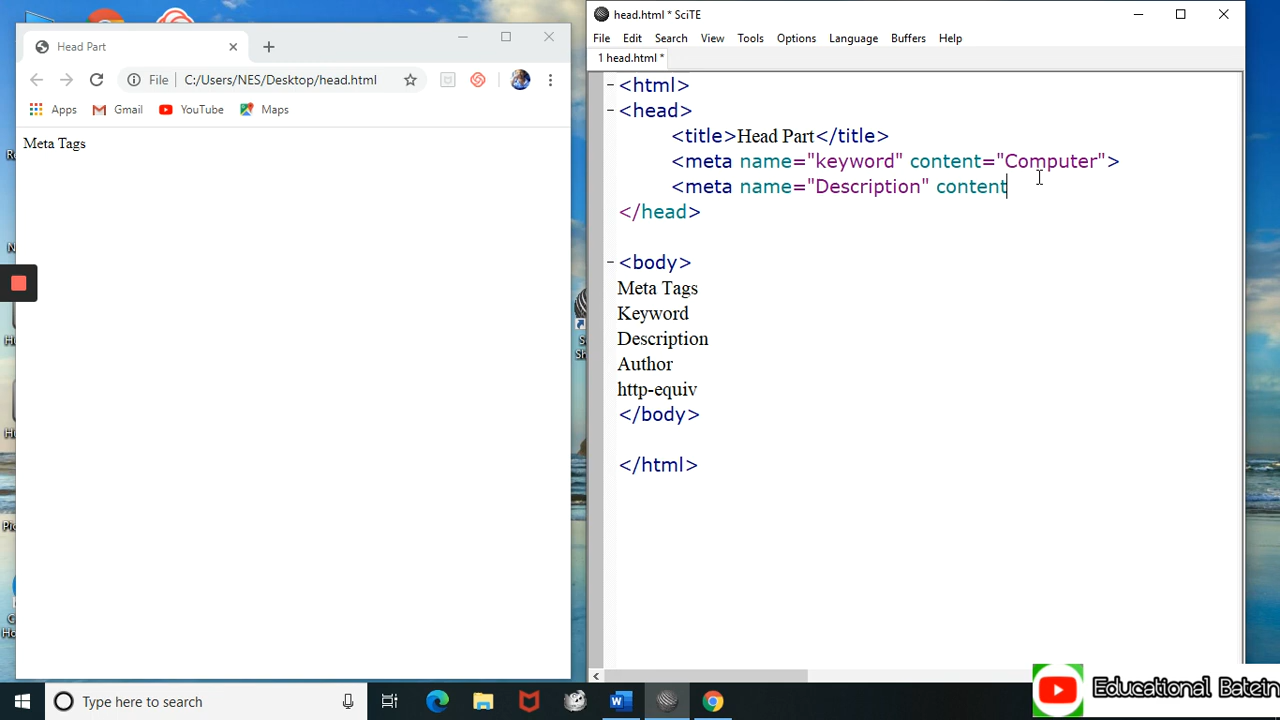 Head Part
File C:/Users/NES/Desktop/head.html
Apps Gmail YouTube Maps
Meta Tags
head.html * SciTE
File Edit Search View Tools Options Language Buffers Help
1 head.html *
<html>
<head>
<title>Head Part</title>
<meta name="keyword" content="Computer">
<meta name="Description" content
</head>
<body>
Meta Tags
Keyword
Description
Author
http-equiv
</body>
</html>
Type here to search
Educational Batein